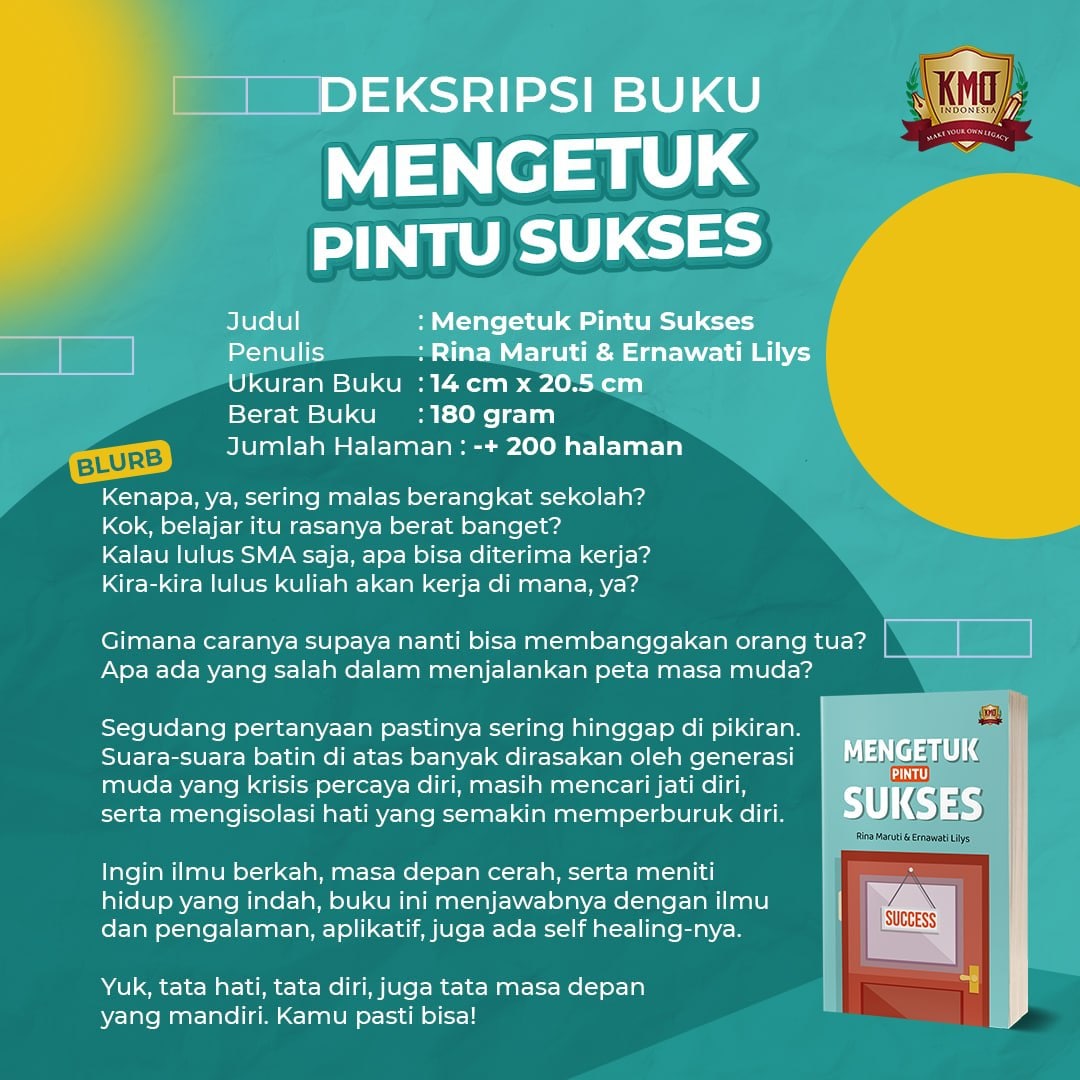 DEKSRIPSI BUKU
MENGETUK
PINTU SUKSES
KMO
INDONESIA
MAKE YOUR OWN LEGACY
Judul : Mengetuk Pintu Sukses
Penulis : Rina Maruti & Ernawati Lilys
Ukuran Buku : 14 cm x 20.5 cm
Berat Buku : 180 gram
Jumlah Halaman : -+ 200 halaman
BLURB
Kenapa, ya, sering malas berangkat sekolah?
Kok, belajar itu rasanya berat banget?
Kalau lulus SMA saja, apa bisa diterima kerja?
Kira-kira lulus kuliah akan kerja di mana, ya?
Gimana caranya supaya nanti bisa membanggakan orang tua?
Apa ada yang salah dalam menjalankan peta masa muda?
Segudang pertanyaan pastinya sering hinggap di pikiran.
Suara-suara batin di atas banyak dirasakan oleh generasi
muda yang krisis percaya diri, masih mencari jati diri,
serta mengisolasi hati yang semakin memperburuk diri.
Ingin ilmu berkah, masa depan cerah, serta meniti
hidup yang indah, buku ini menjawabnya dengan ilmu
dan pengalaman, aplikatif, juga ada self healing-nya.
Yuk, tata hati, tata diri, juga tata masa depan
yang mandiri. Kamu pasti bisa!
KMO
MENGETUK
PINTU
SUKSES
Rina Maruti & Ernawati Lilys
SUCCESS